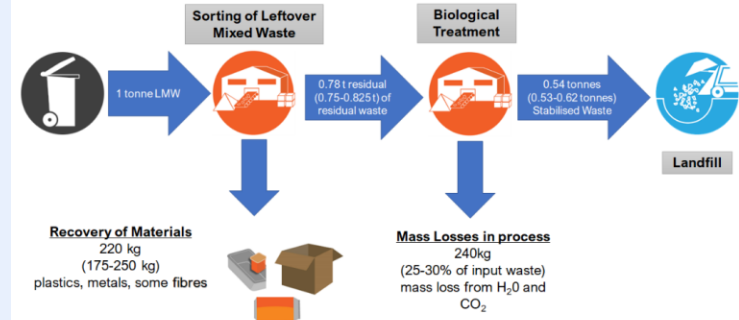 Sorting of Leftover
Mixed Waste
Biological
Treatment
1 tonne LMW
0.78 t residual
(0.75-0.825t) of
residual waste
0.54 tonnes
(0.53-0.62 tonnes)
Stabilised Waste
Landfill
Recovery of Materials
220 kg
(175-250 kg)
plastics, metals, some fibres
Mass Losses in process
240kg
(25-30% of input waste)
mass loss from H₂0 and
CO₂